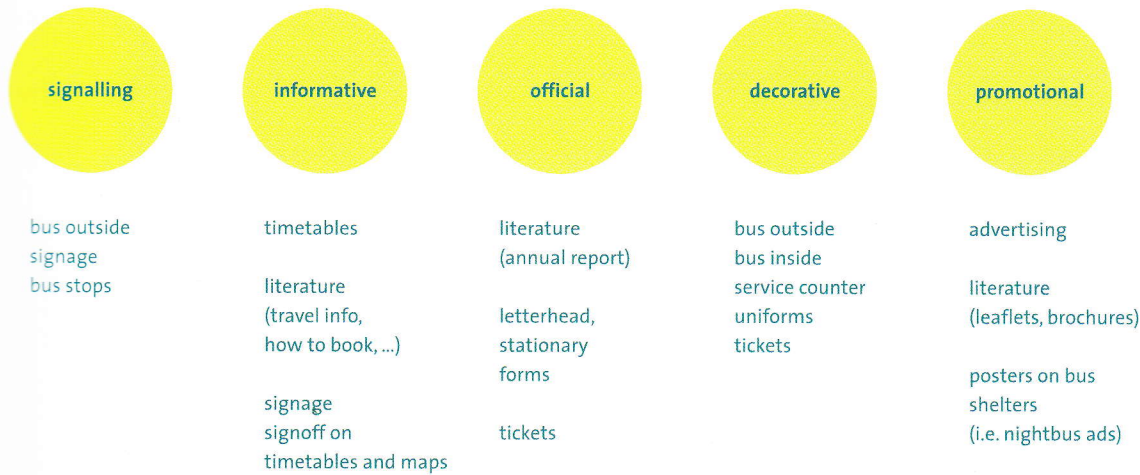 signalling
bus outside
signage
bus stops
informative
timetables
literature
(travel info,
how to book, ...)
signage
signoff on
timetables and maps
official
literature
(annual report)
letterhead,
stationary
forms
tickets
decorative
bus outside
bus inside
service counter
uniforms
tickets
promotional
advertising
literature
(leaflets, brochures)
posters on bus
shelters
(i.e. nightbus ads)